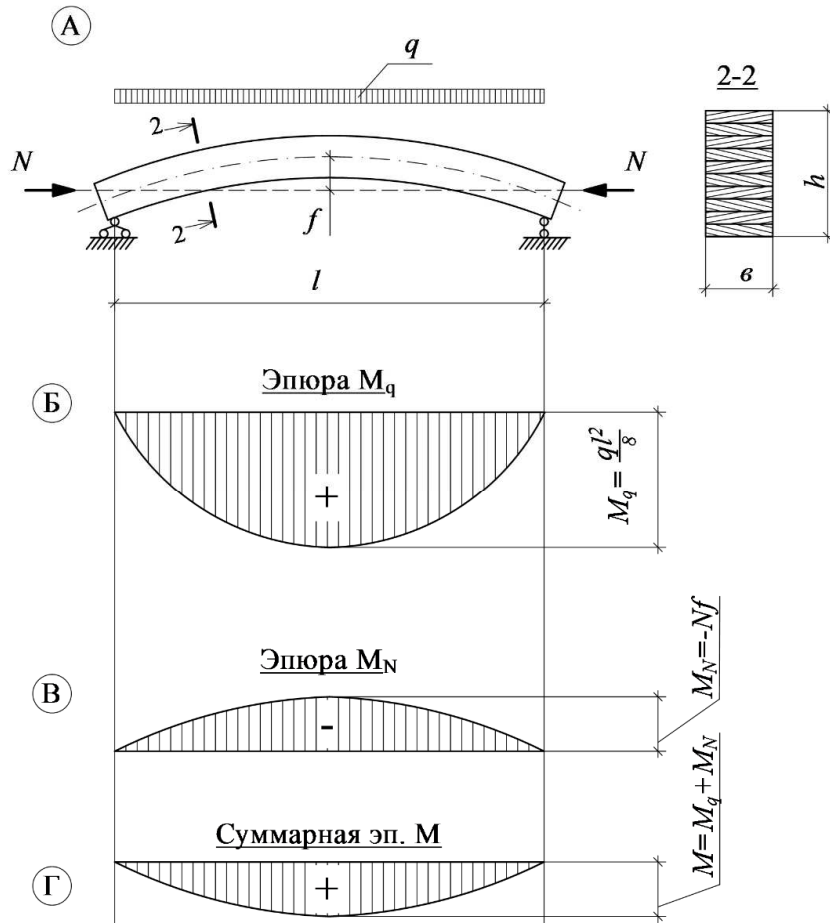 А
q
2-2
2
N
N
h
2
f
в
l
Эпюра Mq
Б
+
Mq = ql²/8
Эпюра MN
MN=-Nf
В
-
Суммарная эп. М
M=Mq+MN
Г
+